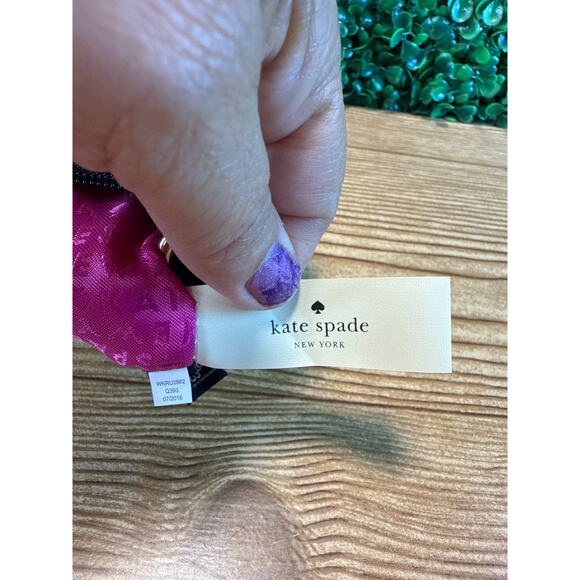 kate spade
NEW YORK
WKRU2882
Q393
07/2016